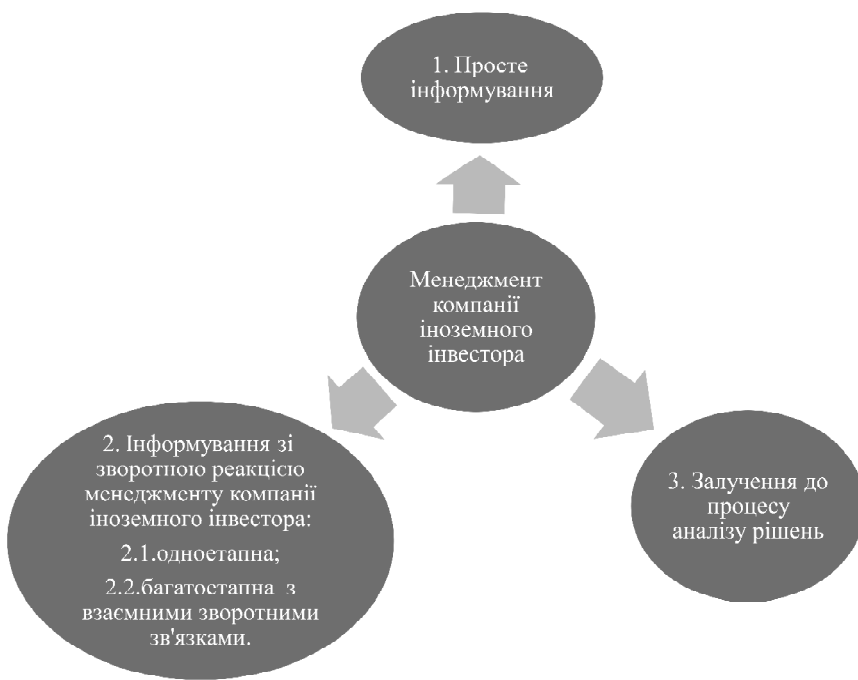 1. Просте
інформування
Менеджмент
компанії
іноземного
інвестора
2. Інформування зі
зворотною реакцією
менеджменту компанії
іноземного інвестора:
2.1.одноетапна;
2.2.багатоетапна з
взаємними зворотними
зв'язками.
3. Залучення до
процесу
аналізу рішень